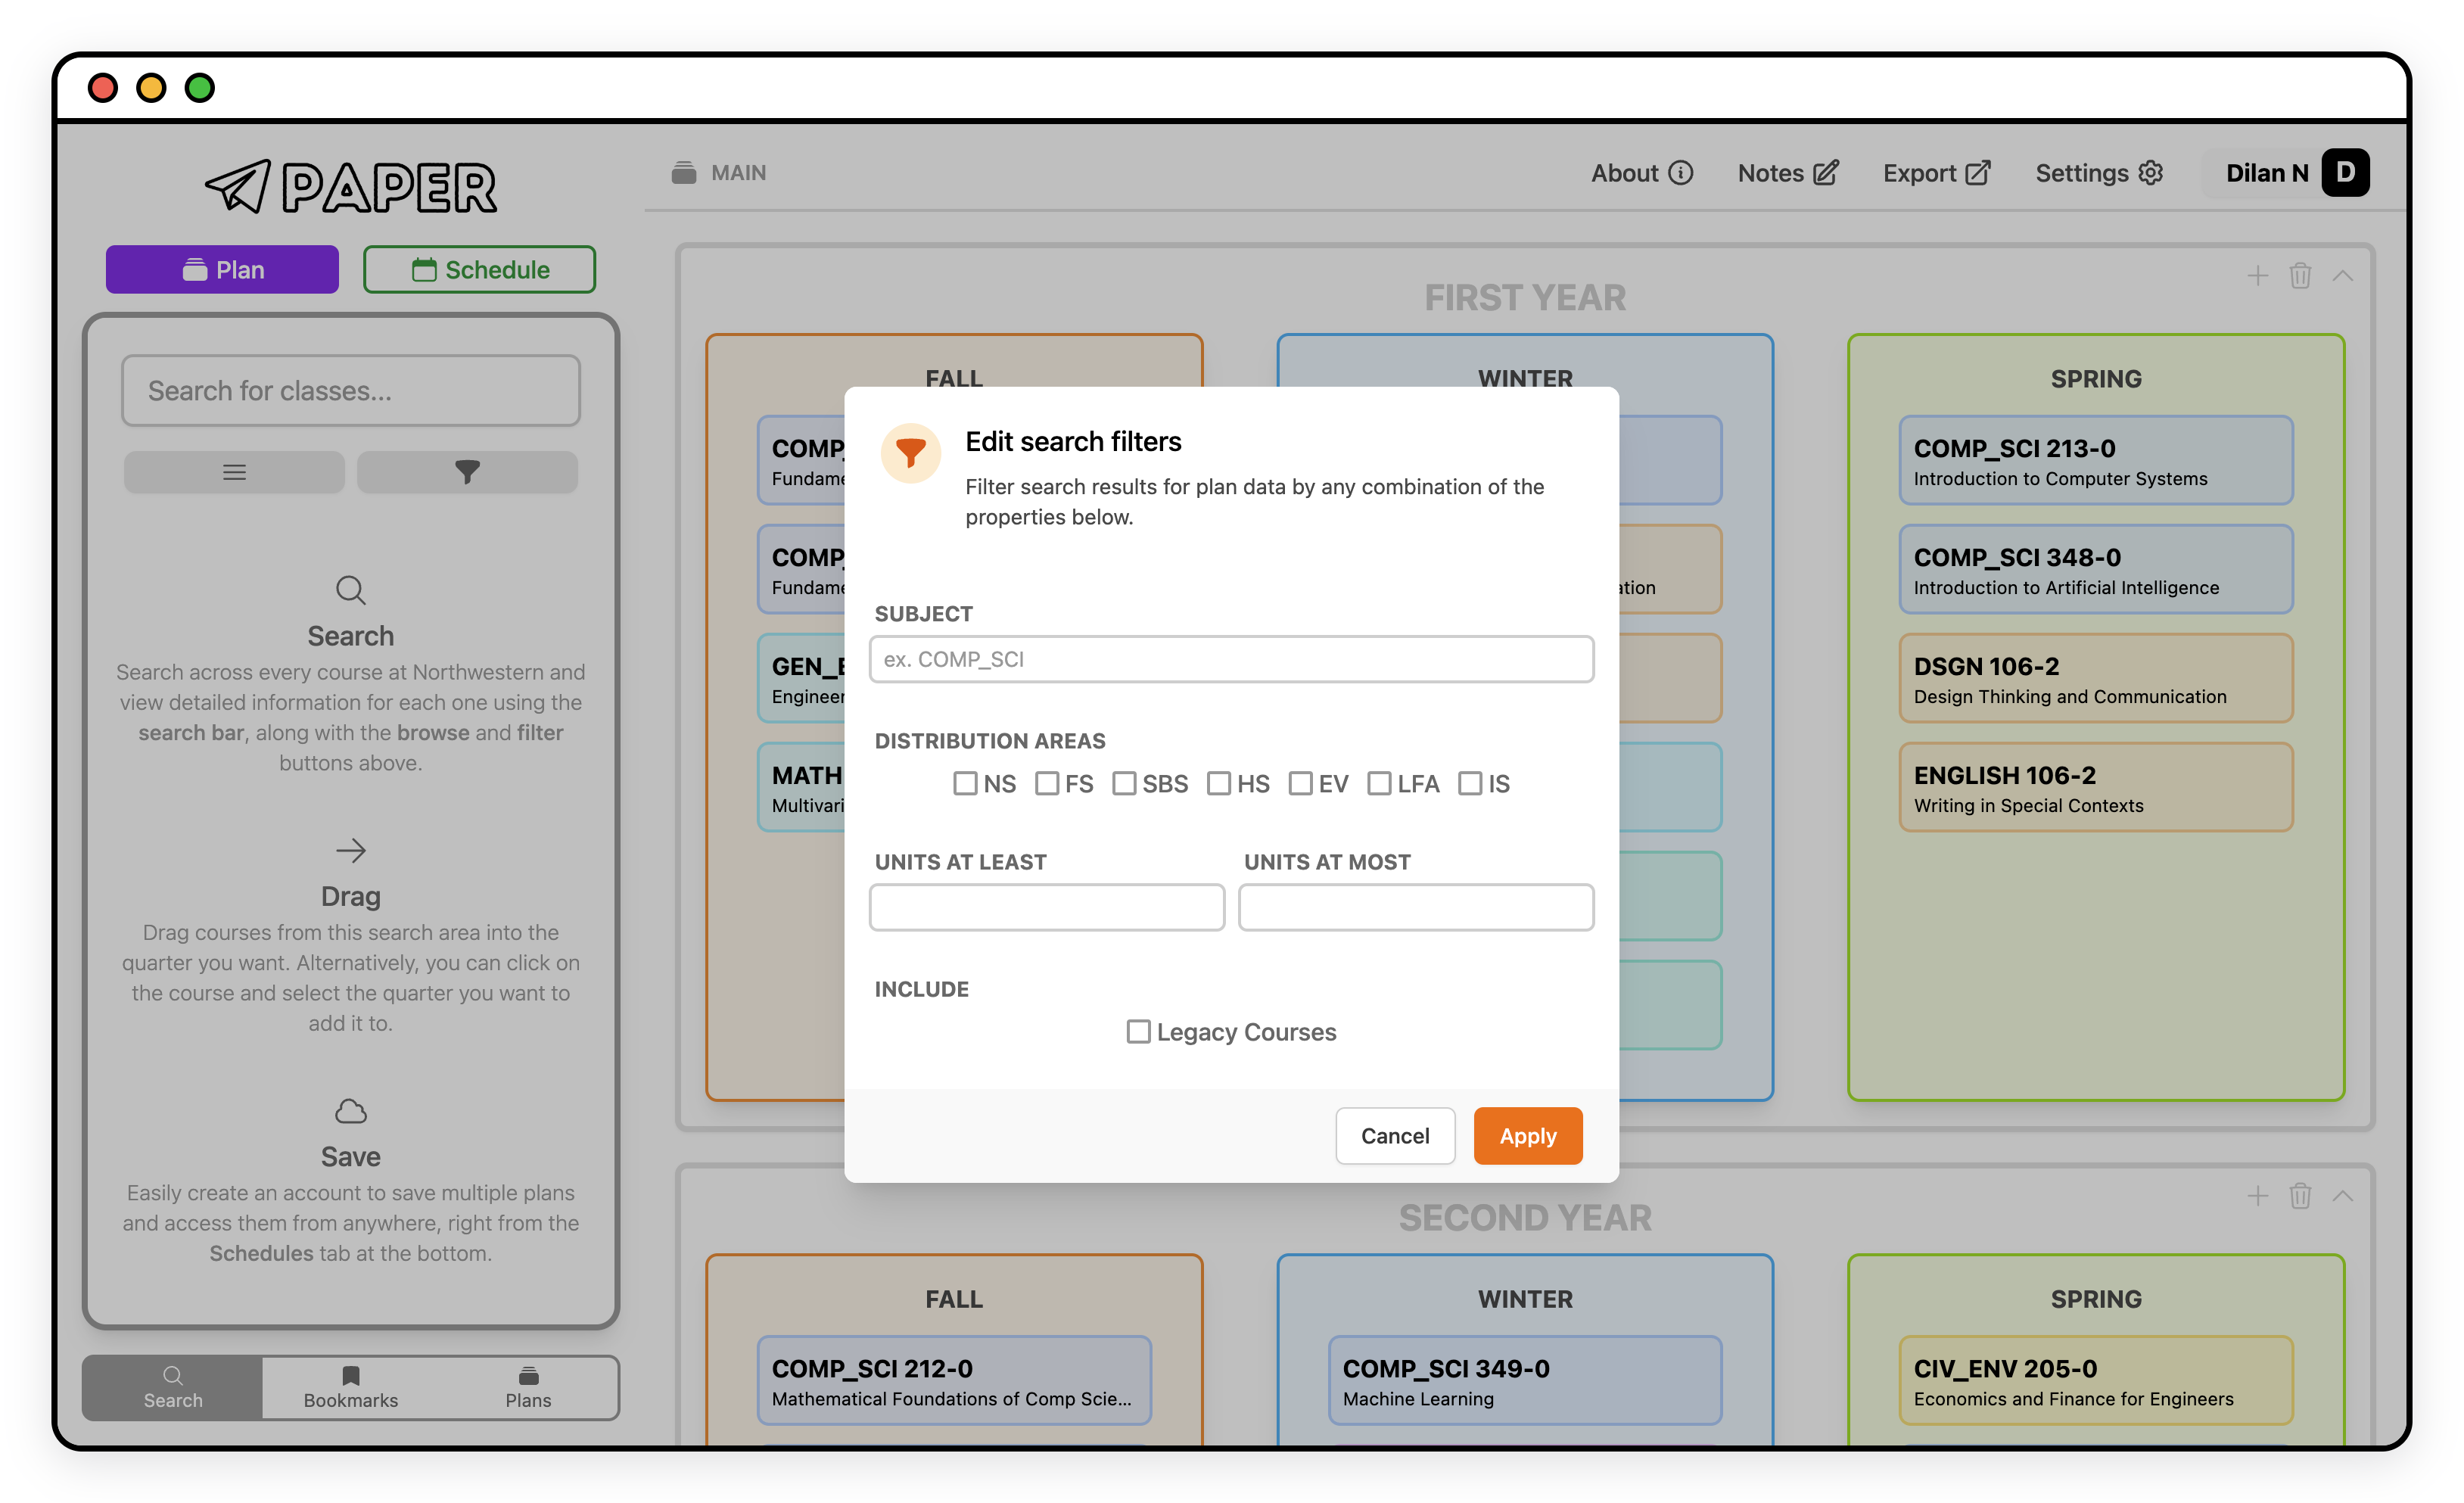 PAPER
Plan
Schedule
Search for classes...
Search
Search across every course at Northwestern and
view detailed information for each one using the
search bar, along with the browse and filter
buttons above.
Drag
Drag courses from this search area into the
quarter you want. Alternatively, you can click on
the course and select the quarter you want to
add it to.
Save
Easily create an account to save multiple plans
and access them from anywhere, right from the
Schedules tab at the bottom.
Search
Bookmarks
Plans
MAIN
About
Notes
Export
Settings
Dilan N
D
FIRST YEAR
FALL
COMP_
Fundame
COMP_
Fundame
GEN_E
Engineer
MATH
Multivari
WINTER
ation
SPRING
COMP_SCI 213-0
Introduction to Computer Systems
COMP_SCI 348-0
Introduction to Artificial Intelligence
DSGN 106-2
Design Thinking and Communication
ENGLISH 106-2
Writing in Special Contexts
Edit search filters
Filter search results for plan data by any combination of the
properties below.
SUBJECT
ex. COMP_SCI
DISTRIBUTION AREAS
NS FS SBS HS EV LFA IS
UNITS AT LEAST
UNITS AT MOST
INCLUDE
Legacy Courses
Cancel
Apply
SECOND YEAR
FALL
COMP_SCI 212-0
Mathematical Foundations of Comp Scie...
WINTER
COMP_SCI 349-0
Machine Learning
SPRING
CIV_ENV 205-0
Economics and Finance for Engineers